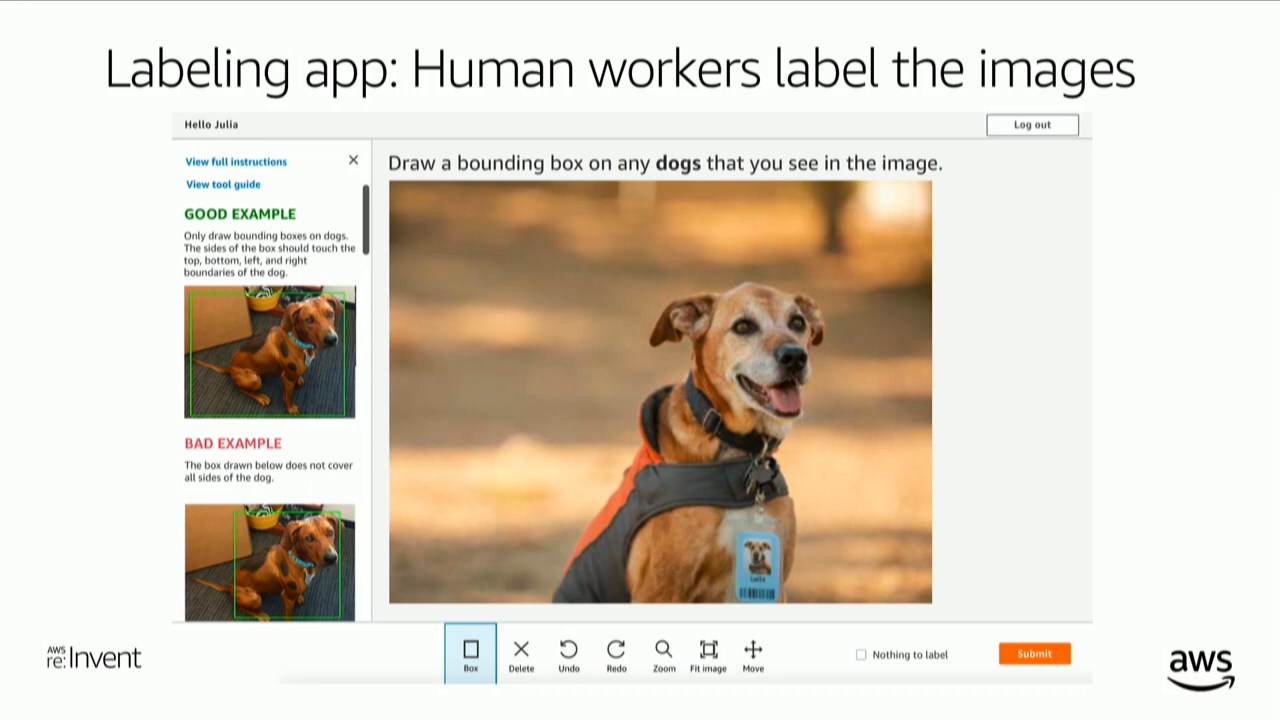 Labeling app: Human workers label the images
Hello Julia
Log out
View full instructions
View tool guide
GOOD EXAMPLE
Only draw bounding boxes on dogs.
The sides of the box should touch the
top, bottom, left, and right
boundaries of the dog.
BAD EXAMPLE
The box drawn below does not cover
all sides of the dog.
Draw a bounding box on any dogs that you see in the image.
Box
Delete
Undo
Redo
Zoom
Fit image
Move
Nothing to label
Submit
AWS
re:Invent
aws